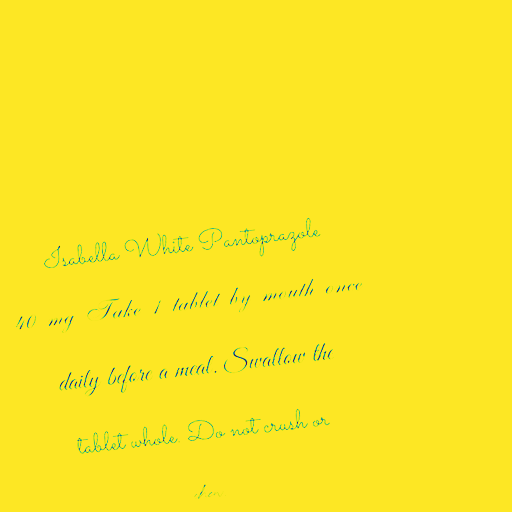 Isabella White Pantoprazole
40 mg Take 1 tablet by mouth once
daily before a meal. Swallow the
tablet whole. Do not crush or